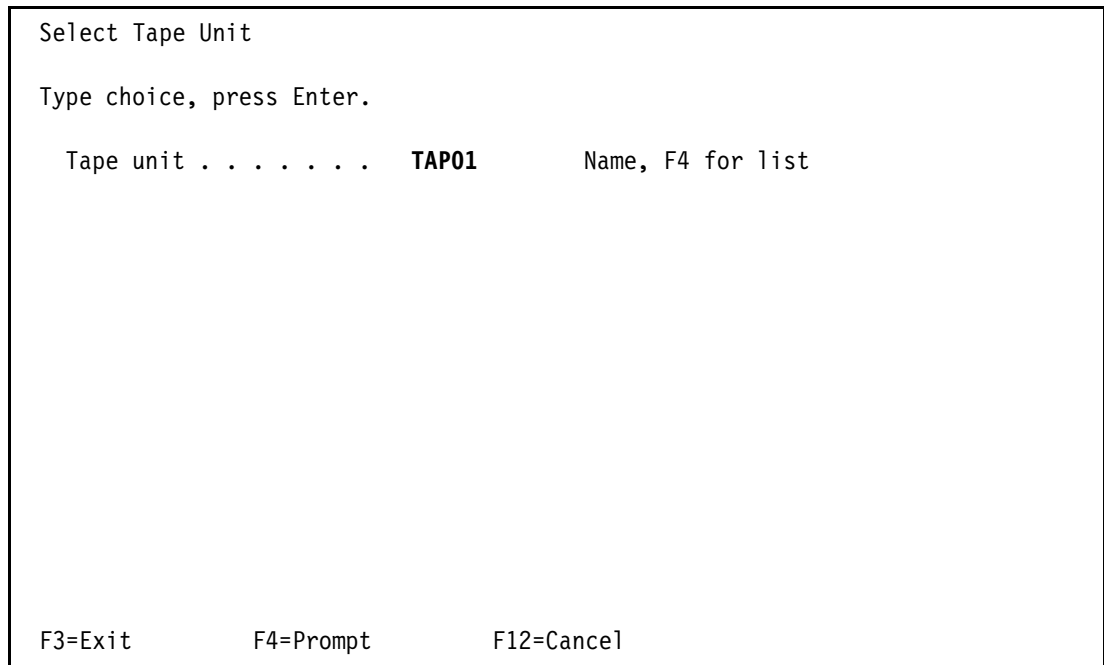 Select Tape Unit
Type choice, press Enter.
Tape unit . . . . . . . TAP01 Name, F4 for list
F3=Exit F4=Prompt F12=Cancel